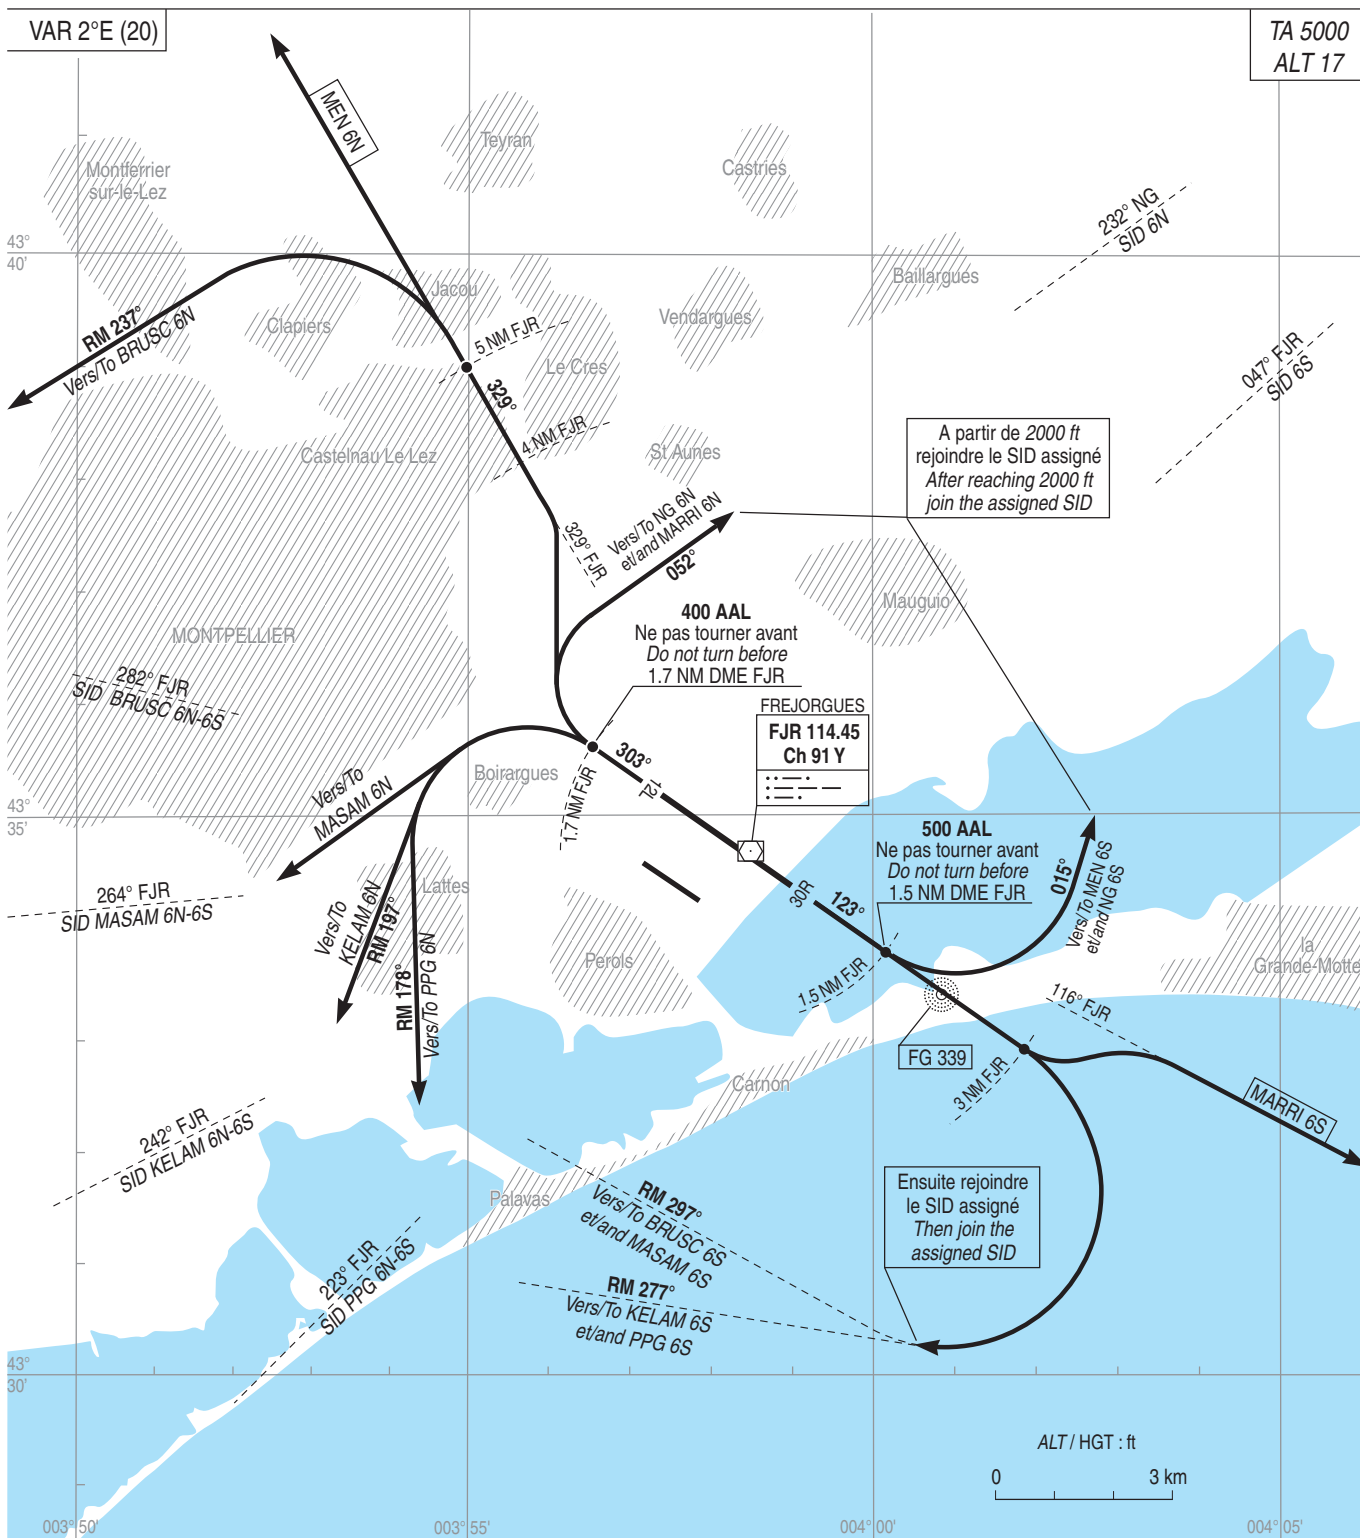 VAR 2°E (20)
TA 5000
ALT 17
MEN 6N
Teyran
Castries
Montferrier
sur-le-Lez
232° NG
SID 6N
43°
40'
Jacou
Baillargues
Clapiers
Vendargues
RM 237°
Vers/To BRUSC 6N
5 NM FJR
Le Cres
047° FJR
SID 6S
329°
4 NM FJR
Castelnau Le Lez
St Aunes
A partir de 2000 ft
rejoindre le SID assigné
After reaching 2000 ft
join the assigned SID
329° FJR
Vers/To NG 6N
et/and MARRI 6N
052°
Mauguio
400 AAL
Ne pas tourner avant
Do not turn before
1.7 NM DME FJR
MONTPELLIER
282° FJR
SID BRUSC 6N-6S
FREJORGUES
FJR 114.45
Ch 91 Y
303°
12L
Boirargues
1.7 NM FJR
Vers/To
MASAM 6N
43°
35'
500 AAL
Ne pas tourner avant
Do not turn before
1.5 NM DME FJR
30R
123°
015°
Vers/To MEN 6S
et/and NG 6S
264° FJR
SID MASAM 6N-6S
Lattes
Vers/To
KELAM 6N
RM 197°
RM 178°
Vers/To PPG 6N
Perols
1.5 NM FJR
la
Grande-Motte
116° FJR
FG 339
3 NM FJR
Carnon
MARRI 6S
242° FJR
SID KELAM 6N-6S
Palavas
RM 297°
Vers/To BRUSC 6S
et/and MASAM 6S
Ensuite rejoindre
le SID assigné
Then join the
assigned SID
223° FJR
SID PPG 6N-6S
RM 277°
Vers/To KELAM 6S
et/and PPG 6S
43°
30'
ALT / HGT : ft
0
3 km
003° 50'
003° 55'
004° 00'
004° 05'